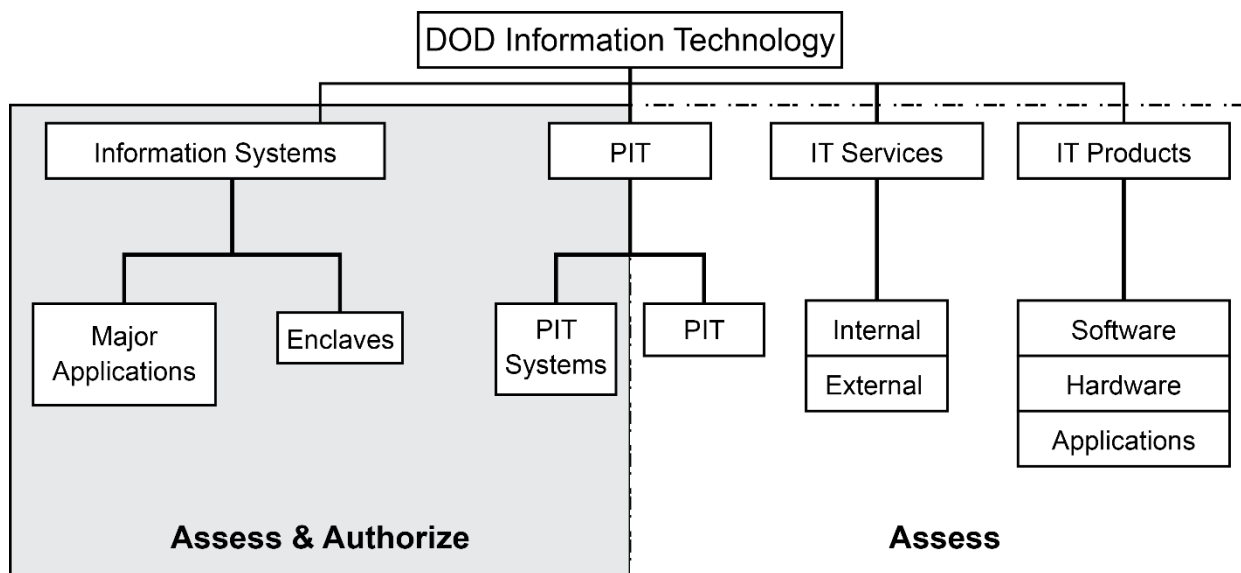 DOD Information Technology
Information Systems
PIT
IT Services
IT Products
Major
Applications
Enclaves
PIT
Systems
PIT
Internal
External
Software
Hardware
Applications
Assess & Authorize
Assess